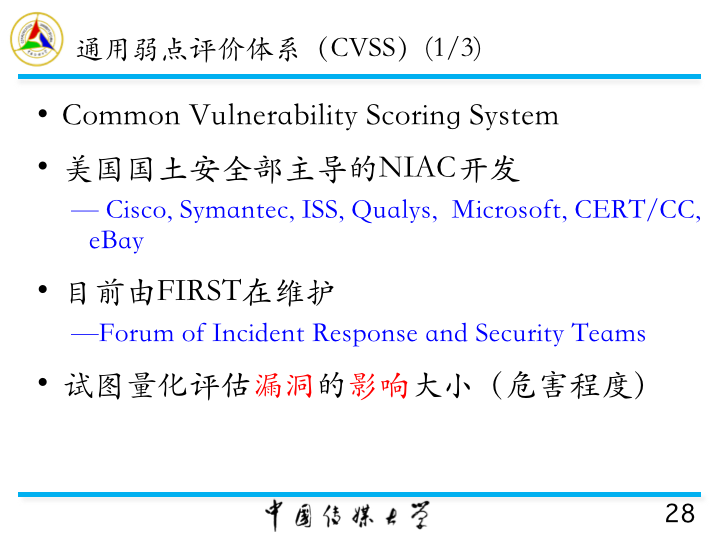 通用弱点评价体系（CVSS）(1/3)
• Common Vulnerability Scoring System
• 美国国土安全部主导的NIAC开发
— Cisco, Symantec, ISS, Qualys, Microsoft, CERT/CC,
eBay
• 目前由FIRST在维护
—Forum of Incident Response and Security Teams
• 试图量化评估漏洞的影响大小（危害程度）
中国传媒大学
28